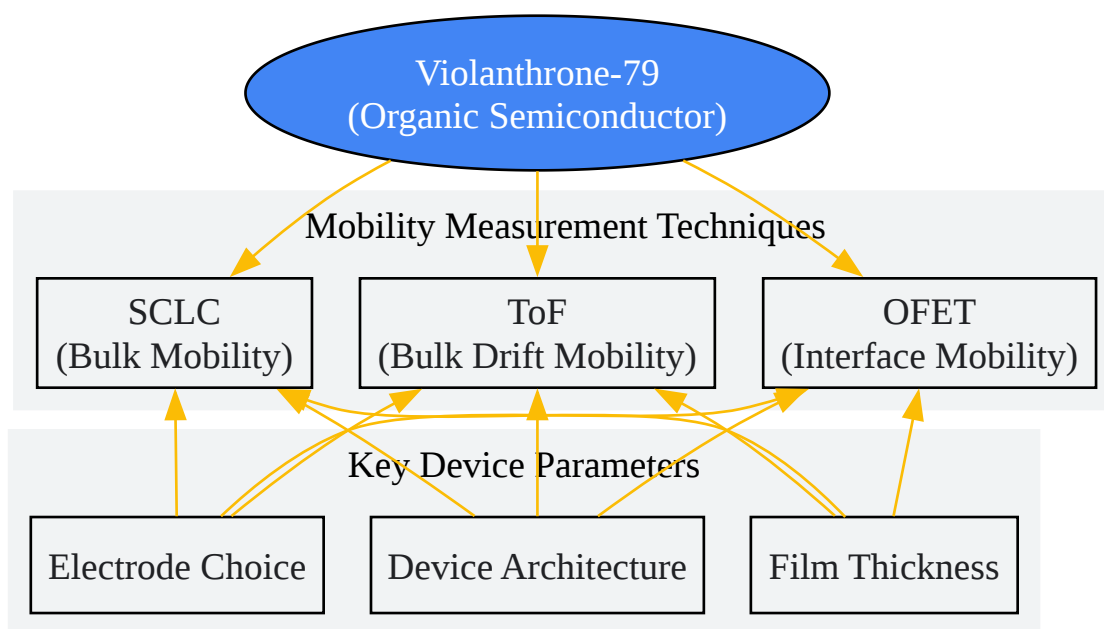 Violanthrone-79
(Organic Semiconductor)
Mobility Measurement Techniques
SCLC
(Bulk Mobility)
ToF
(Bulk Drift Mobility)
OFET
(Interface Mobility)
Key Device Parameters
Electrode Choice
Device Architecture
Film Thickness